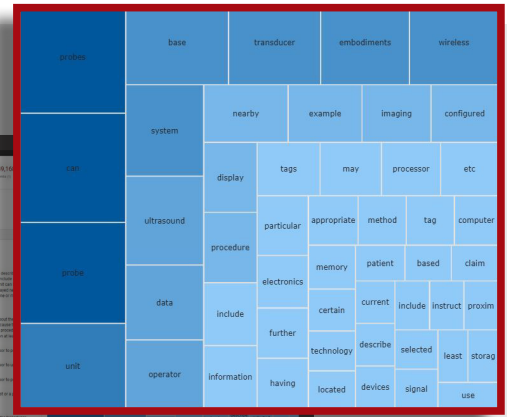 probes
can
probe
unit
base
transducer
embodiments
wireless
system
ultrasound
data
operator
nearby
example
imaging
configured
display
procedure
include
information
tags
may
processor
etc
particular
electronics
further
having
appropriate
method
tag
computer
memory
certain
technology
located
patient
based
claim
current
describe
devices
include
instruct
proxim
selected
signal
least
storag
use